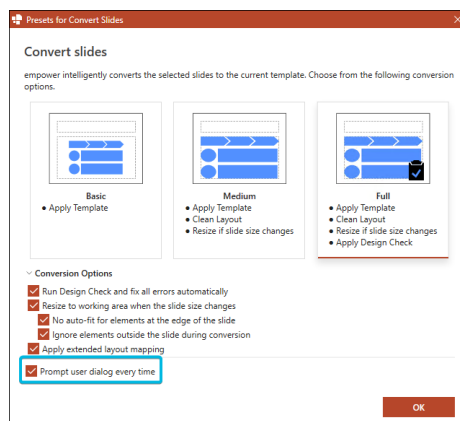 Presets for Convert Slides
Convert slides
empower intelligently converts the selected slides to the current template. Choose from the following conversion
options.
Basic
• Apply Template
Medium
• Apply Template
• Clean Layout
• Resize if slide size changes
Full
• Apply Template
• Clean Layout
• Resize if slide size changes
• Apply Design Check
Conversion Options
Run Design Check and fix all errors automatically
Resize to working area when the slide size changes
No auto-fit for elements at the edge of the slide
Ignore elements outside the slide during conversion
Apply extended layout mapping
Prompt user dialog every time
OK